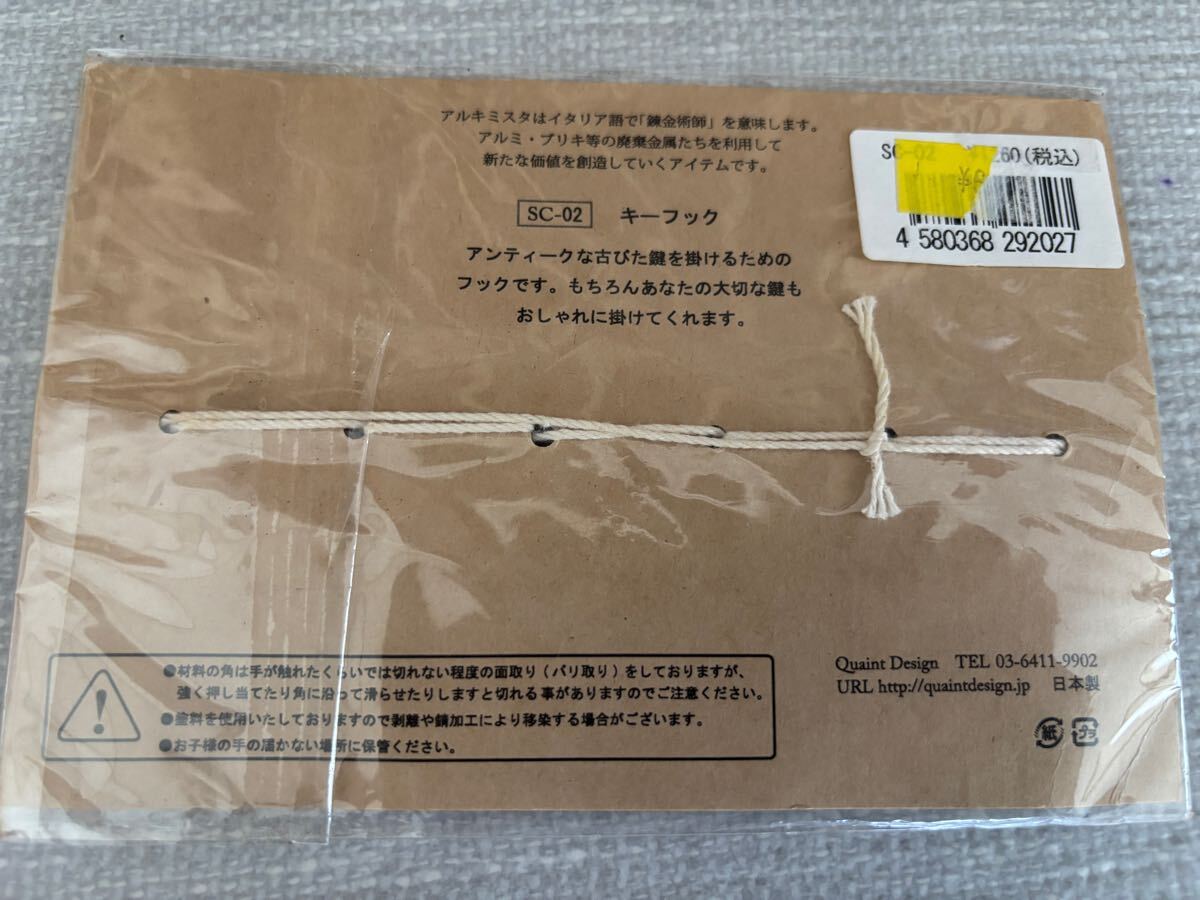 アルキミスタはイタリア語で「錬金術師」を意味します。
アルミ・ブリキ等の廃棄金属たちを利用して
新たな価値を創造していくアイテムです。
SC-02 キーフック
アンティークな古びた鍵を掛けるための
フックです。もちろんあなたの大切な鍵も
おしゃれに掛けてくれます。
SC-02 260(税込)
4 580368 292027
●材料の角は手が触れたくらいでは切れない程度の面取り(バリ取り)をしておりますが、
強く押し当てたり角に沿って滑らせたりしますと切れる事がありますのでご注意ください。
●塗料を使用いたしておりますので剥離や錆加工により移染する場合がございます。
●お子様の手の届かない場所に保管ください。
Quaint Design TEL 03-6411-9902
URL http://quaintdesign.jp 日本製
紙 プラ